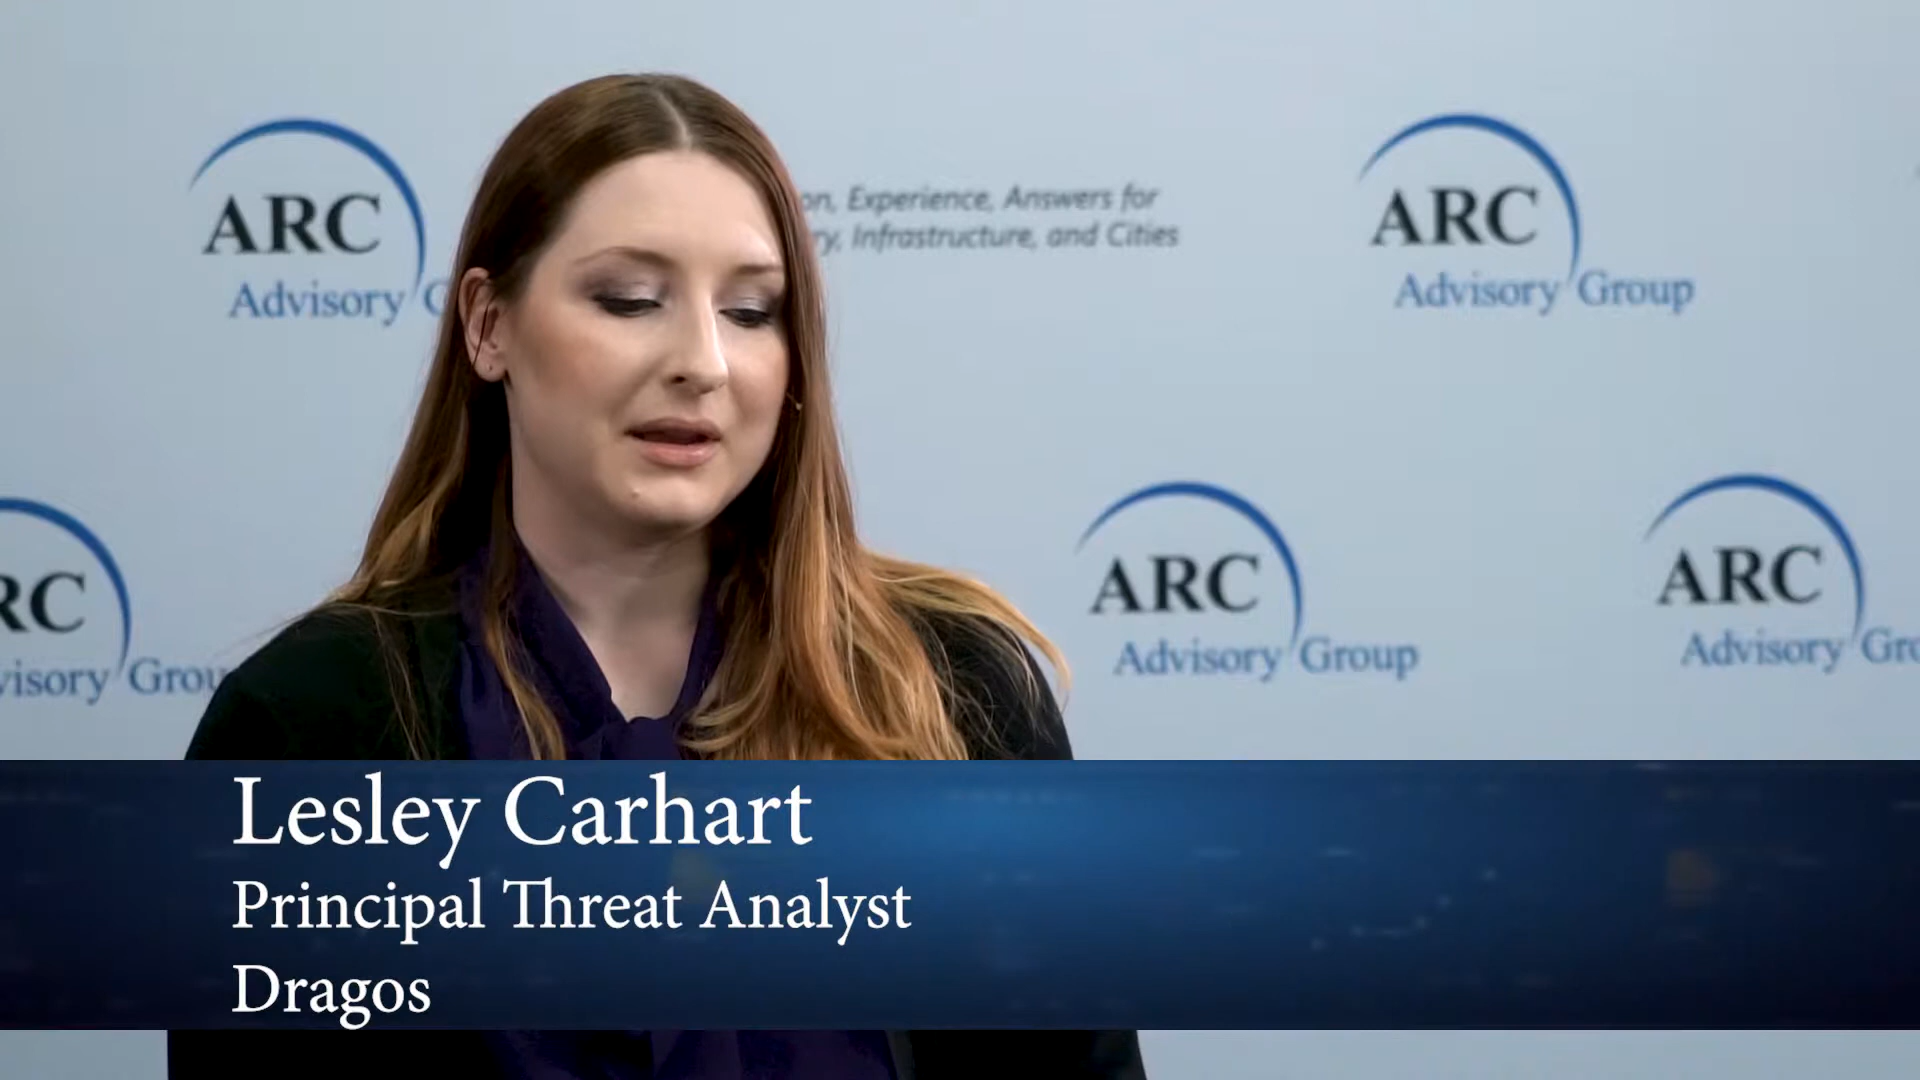 ARC
Advisory
on, Experience, Answers for
ry, Infrastructure, and Cities
ARC
Advisory Group
RC
visory Grou
ARC
Advisory Group
ARC
Advisory Gro
Lesley Carhart
Principal Threat Analyst
Dragos